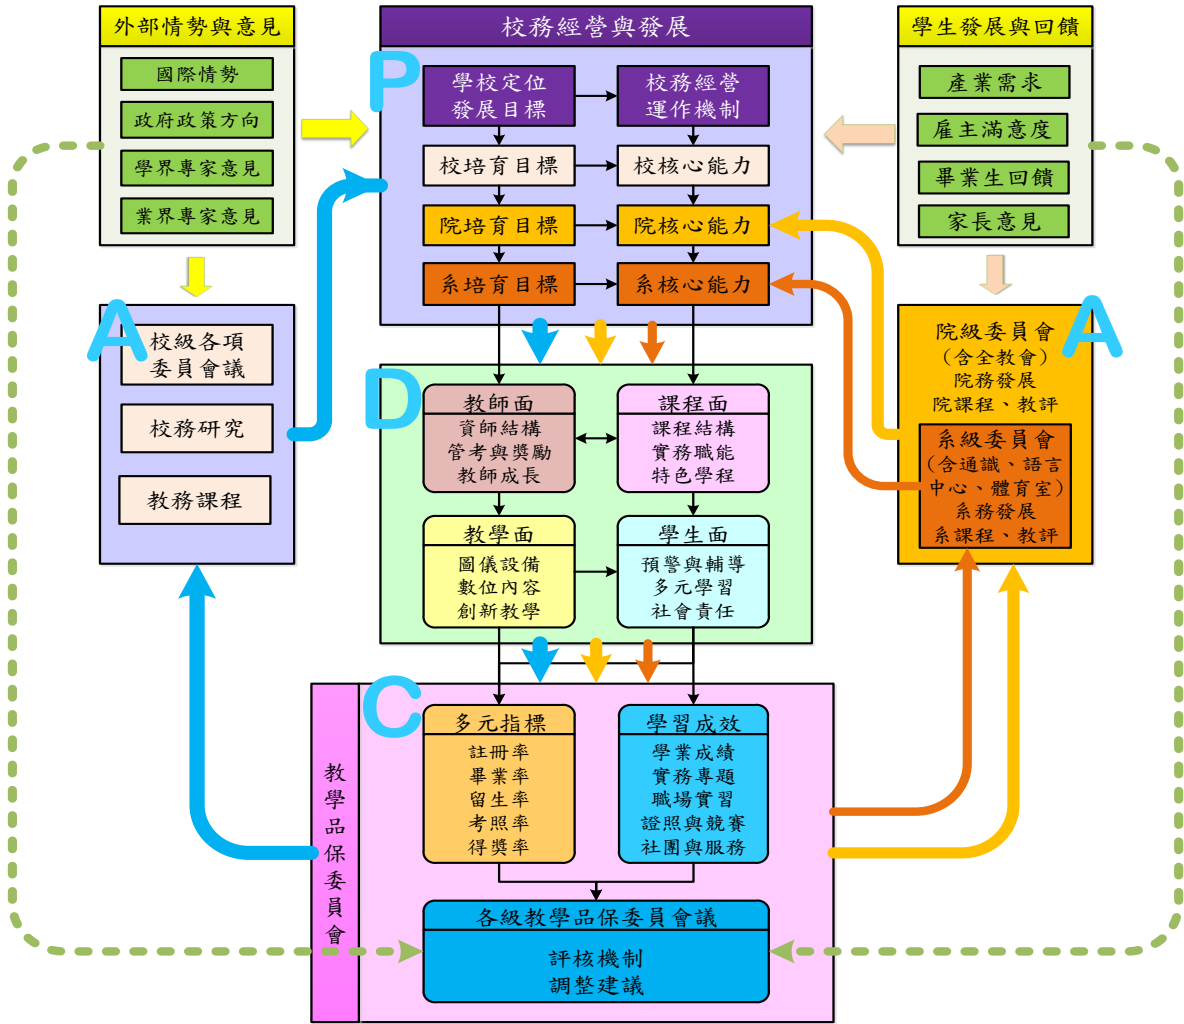 外部情勢與意見
國際情勢
政府政策方向
學界專家意見
業界專家意見
校務經營與發展
P
學校定位
發展目標
校務經營
運作機制
校培育目標
校核心能力
院培育目標
院核心能力
系培育目標
系核心能力
學生發展與回饋
產業需求
雇主滿意度
畢業生回饋
家長意見
A
校級各項
委員會議
校務研究
教務課程
D
教師面
資師結構
管考與獎勵
教師成長
課程面
課程結構
實務職能
特色學程
教學面
圖儀設備
數位內容
創新教學
學生面
預警與輔導
多元學習
社會責任
A
院級委員會
(含全教會)
院務發展
院課程、教評
系級委員會
(含通識、語言
中心、體育室)
系務發展
系課程、教評
教學品保委員會
C
多元指標
註冊率
畢業率
留生率
考照率
得獎率
學習成效
學業成績
實務專題
職場實習
證照與競賽
社團與服務
各級教學品保委員會議
評核機制
調整建議